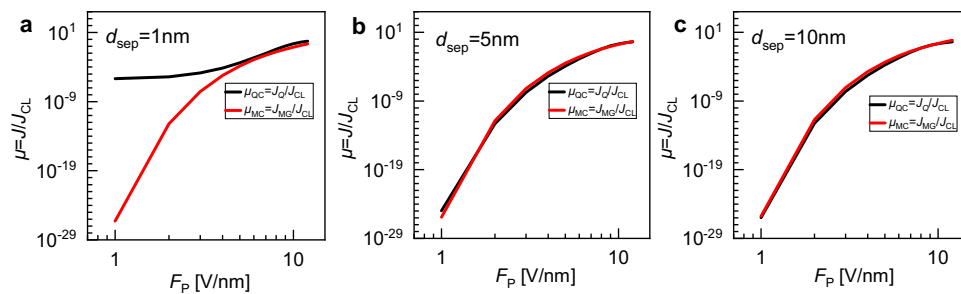 a b c
d_sep=1nm d_sep=5nm d_sep=10nm
10^1 10^1 10^1
μ_QC=J_Q/J_CL μ_QC=J_Q/J_CL μ_QC=J_Q/J_CL
μ_MC=J_MG/J_CL μ_MC=J_MG/J_CL μ_MC=J_MG/J_CL
10^-9 10^-9 10^-9
μ=J/J_CL μ=J/J_CL μ=J/J_CL
10^-19 10^-19 10^-19
10^-29 10^-29 10^-29
1 10 1 10 1 10
F_P [V/nm] F_P [V/nm] F_P [V/nm]